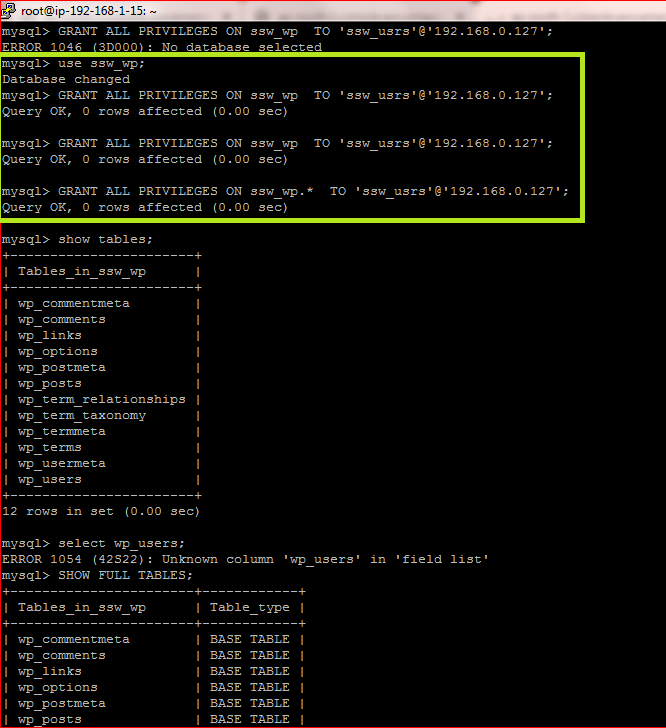 root@ip-192-168-1-15: ~
mysql> GRANT ALL PRIVILEGES ON ssw_wp  TO 'ssw_usrs'@'192.168.0.127';
ERROR 1046 (3D000): No database selected
mysql> use ssw_wp;
Database changed
mysql> GRANT ALL PRIVILEGES ON ssw_wp  TO 'ssw_usrs'@'192.168.0.127';
Query OK, 0 rows affected (0.00 sec)
mysql> GRANT ALL PRIVILEGES ON ssw_wp  TO 'ssw_usrs'@'192.168.0.127';
Query OK, 0 rows affected (0.00 sec)
mysql> GRANT ALL PRIVILEGES ON ssw_wp.*  TO 'ssw_usrs'@'192.168.0.127';
Query OK, 0 rows affected (0.00 sec)
mysql> show tables;
+-----------------------+
| Tables_in_ssw_wp      |
+-----------------------+
| wp_commentmeta        |
| wp_comments           |
| wp_links              |
| wp_options            |
| wp_postmeta           |
| wp_posts              |
| wp_term_relationships |
| wp_term_taxonomy      |
| wp_termmeta           |
| wp_terms              |
| wp_usermeta           |
| wp_users              |
+-----------------------+
12 rows in set (0.00 sec)
mysql> select wp_users;
ERROR 1054 (42S22): Unknown column 'wp_users' in 'field list'
mysql> SHOW FULL TABLES;
+-----------------------+------------+
| Tables_in_ssw_wp      | Table_type |
+-----------------------+------------+
| wp_commentmeta        | BASE TABLE |
| wp_comments           | BASE TABLE |
| wp_links              | BASE TABLE |
| wp_options            | BASE TABLE |
| wp_postmeta           | BASE TABLE |
| wp_posts              | BASE TABLE |